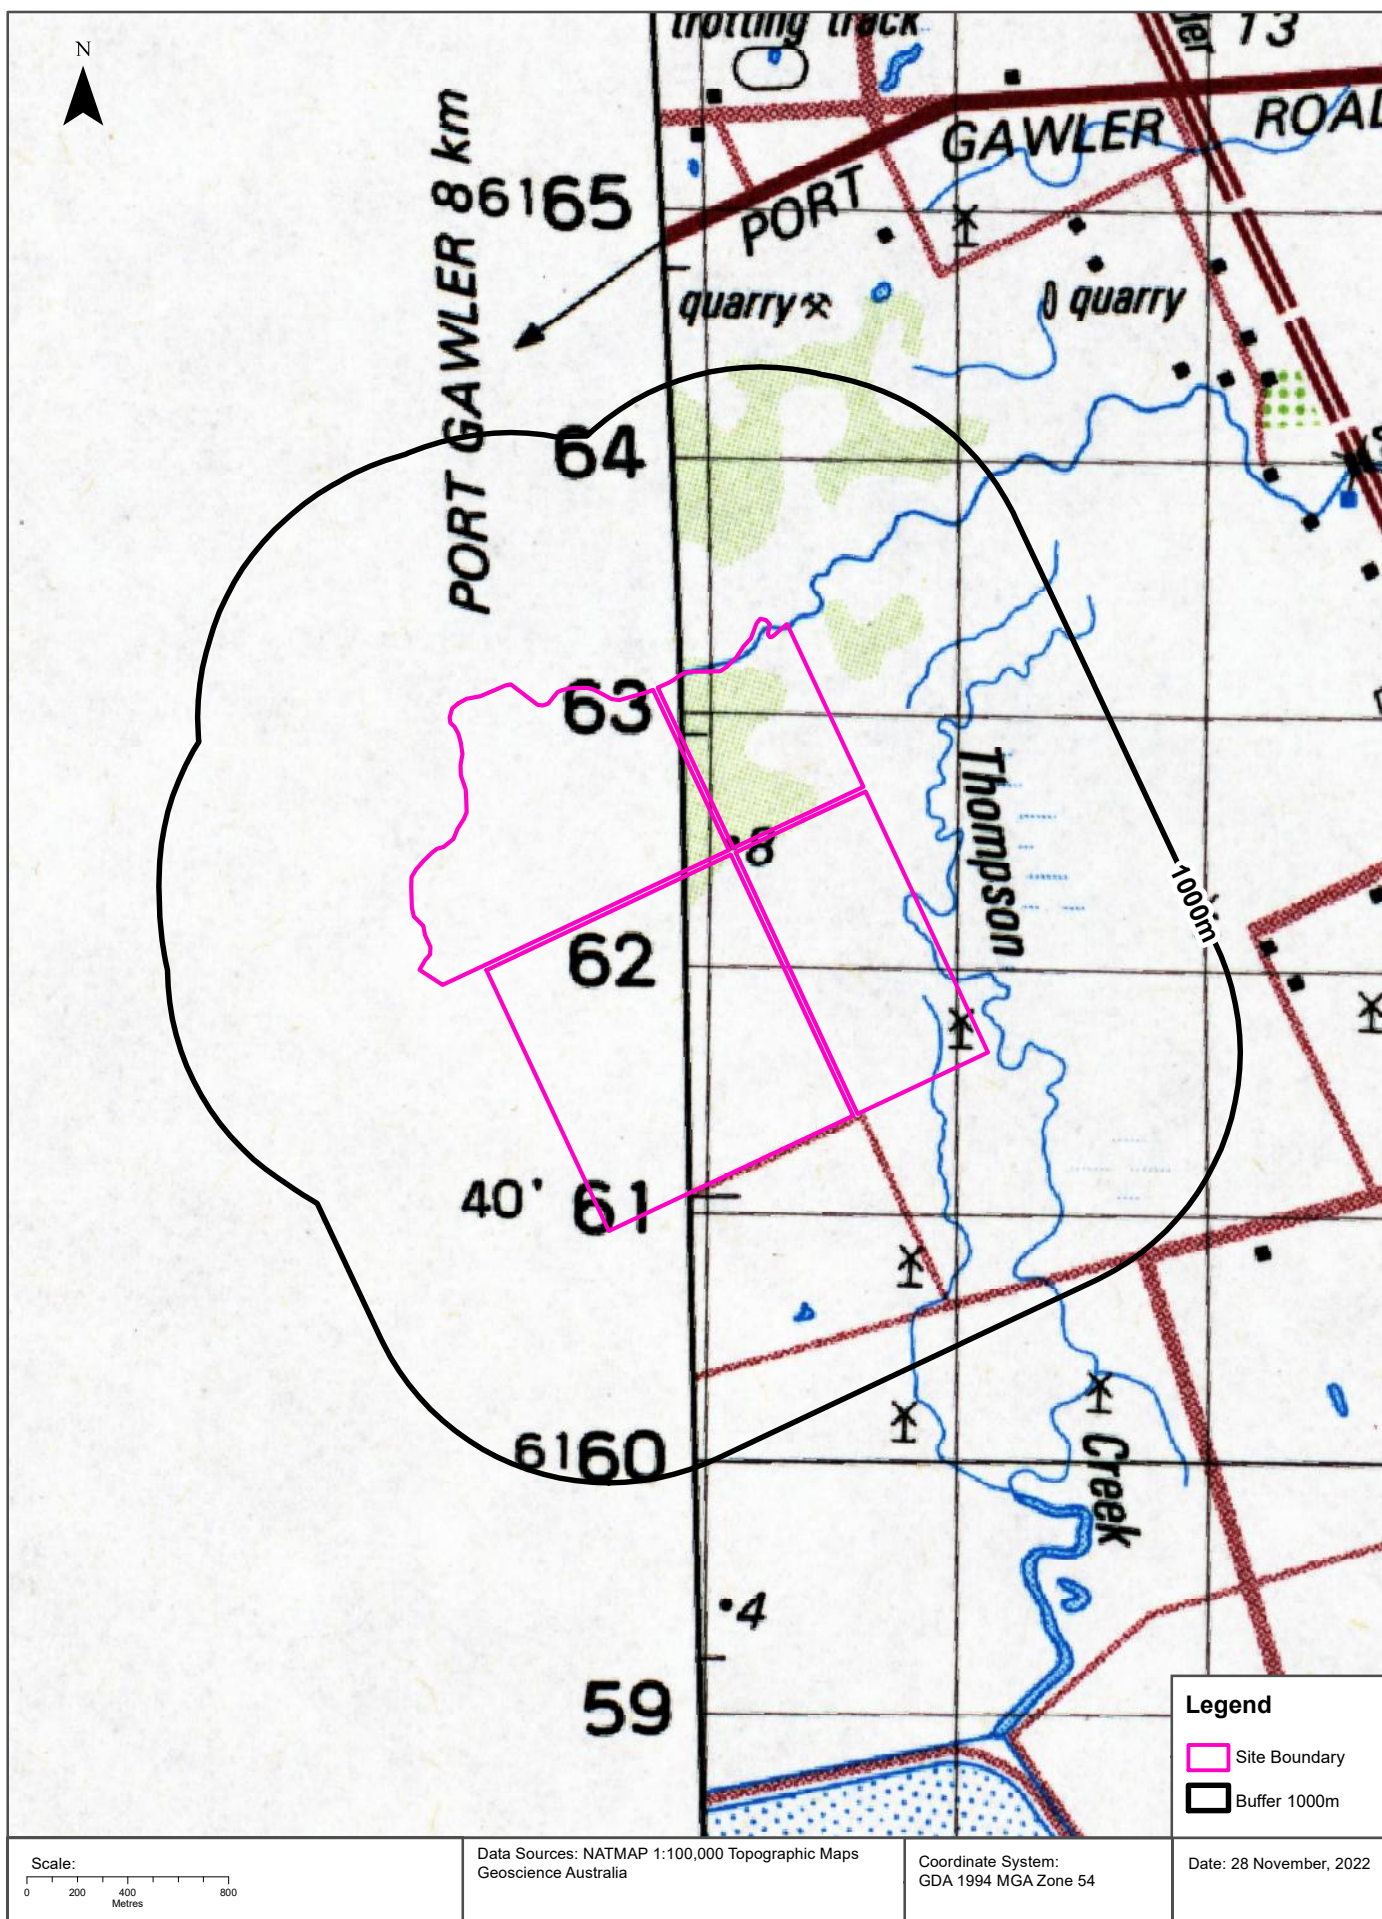 N
trotting track
13
GAWLER ROAD
PORT
PORT GAWLER 8 km
6165
quarry
quarry
64
63
8
Thompson
1000m
62
40'
61
6160
Creek
4
59
Legend
Site Boundary
Buffer 1000m
Scale:
0 200 400 800
Metres
Data Sources: NATMAP 1:100,000 Topographic Maps
Geoscience Australia
Coordinate System:
GDA 1994 MGA Zone 54
Date: 28 November, 2022